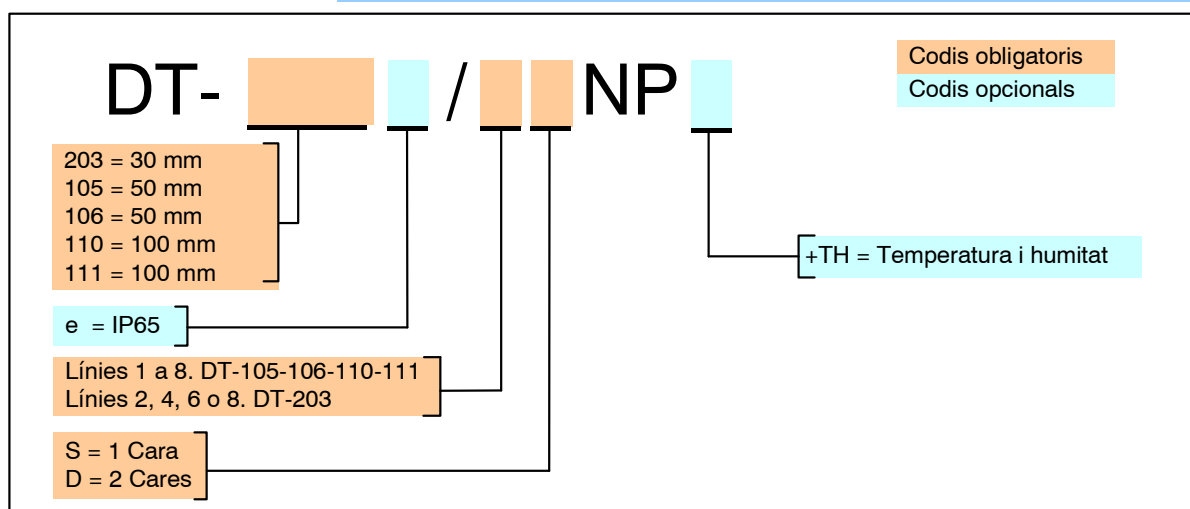 DT- / NP
Codis obligatoris
Codis opcionals
203 = 30 mm
105 = 50 mm
106 = 50 mm
110 = 100 mm
111 = 100 mm
+TH = Temperatura i humitat
e = IP65
Línies 1 a 8. DT-105-106-110-111
Línies 2, 4, 6 o 8. DT-203
S = 1 Cara
D = 2 Cares